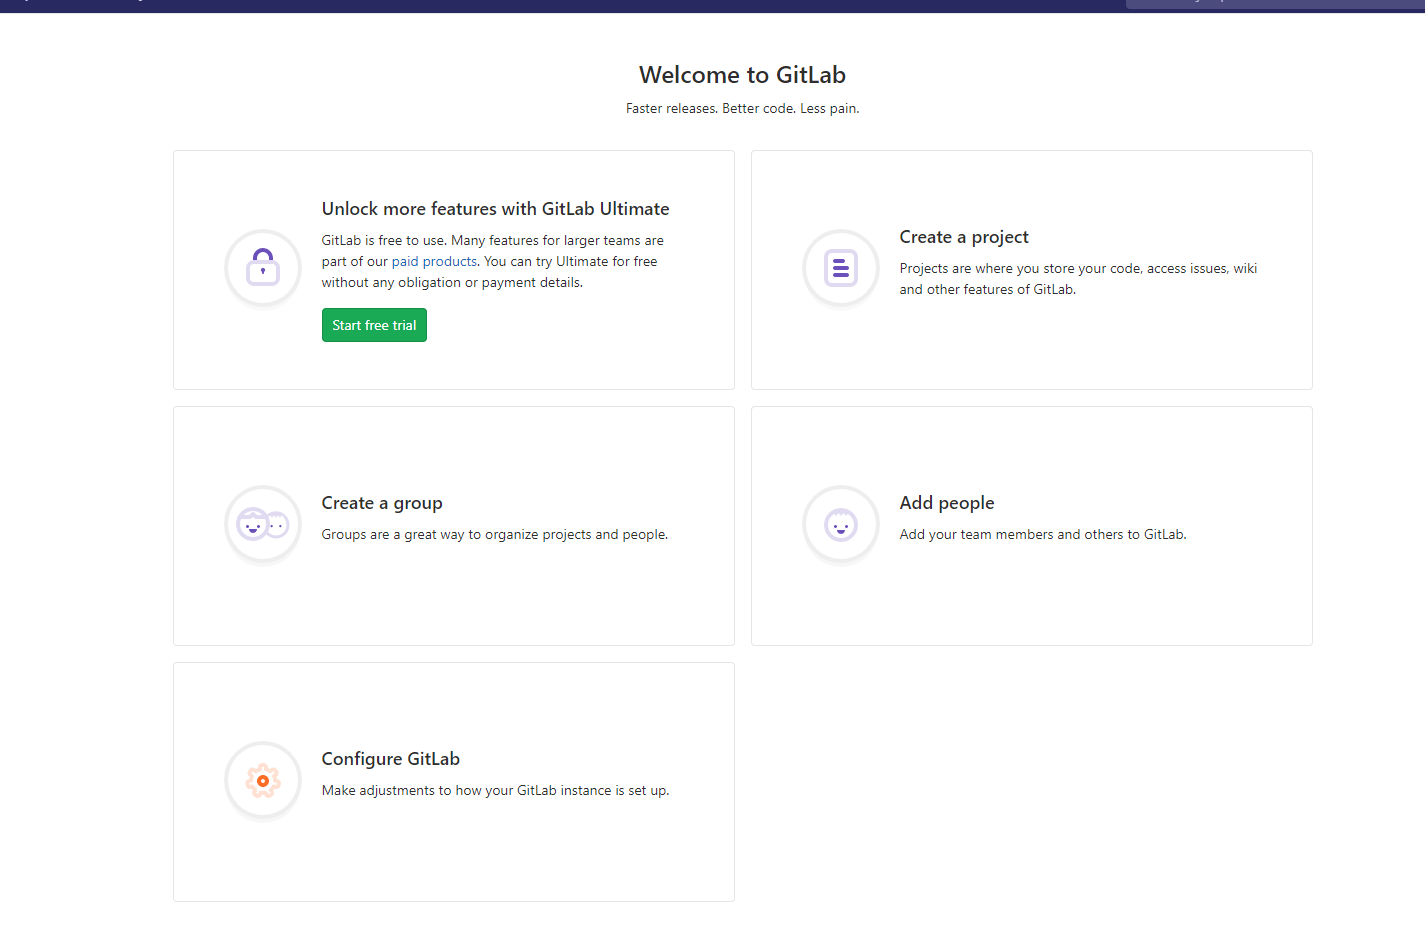 Welcome to GitLab
Faster releases. Better code. Less pain.
Unlock more features with GitLab Ultimate
GitLab is free to use. Many features for larger teams are
part of our paid products. You can try Ultimate for free
without any obligation or payment details.
Start free trial
Create a project
Projects are where you store your code, access issues, wiki
and other features of GitLab.
Create a group
Groups are a great way to organize projects and people.
Add people
Add your team members and others to GitLab.
Configure GitLab
Make adjustments to how your GitLab instance is set up.